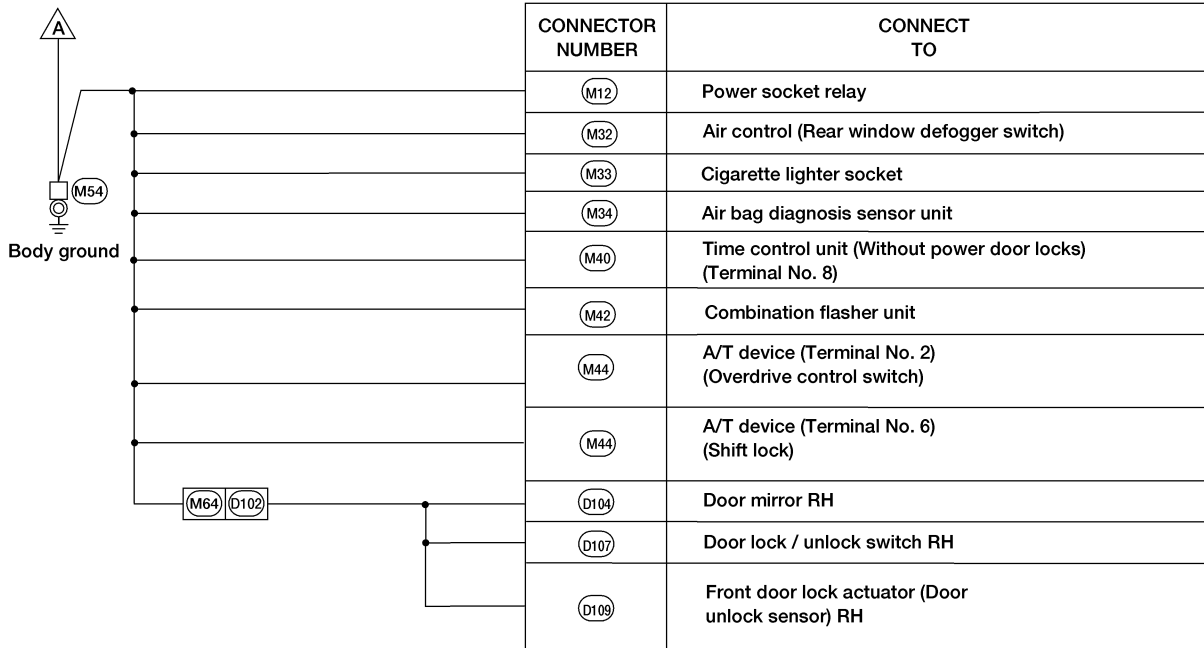 A
M54
Body ground
CONNECTOR
NUMBER
CONNECT
TO
M12
Power socket relay
M32
Air control (Rear window defogger switch)
M33
Cigarette lighter socket
M34
Air bag diagnosis sensor unit
M40
Time control unit (Without power door locks)
(Terminal No. 8)
M42
Combination flasher unit
M44
A/T device (Terminal No. 2)
(Overdrive control switch)
M44
A/T device (Terminal No. 6)
(Shift lock)
M64 D102
D104
Door mirror RH
D107
Door lock / unlock switch RH
D109
Front door lock actuator (Door
unlock sensor) RH